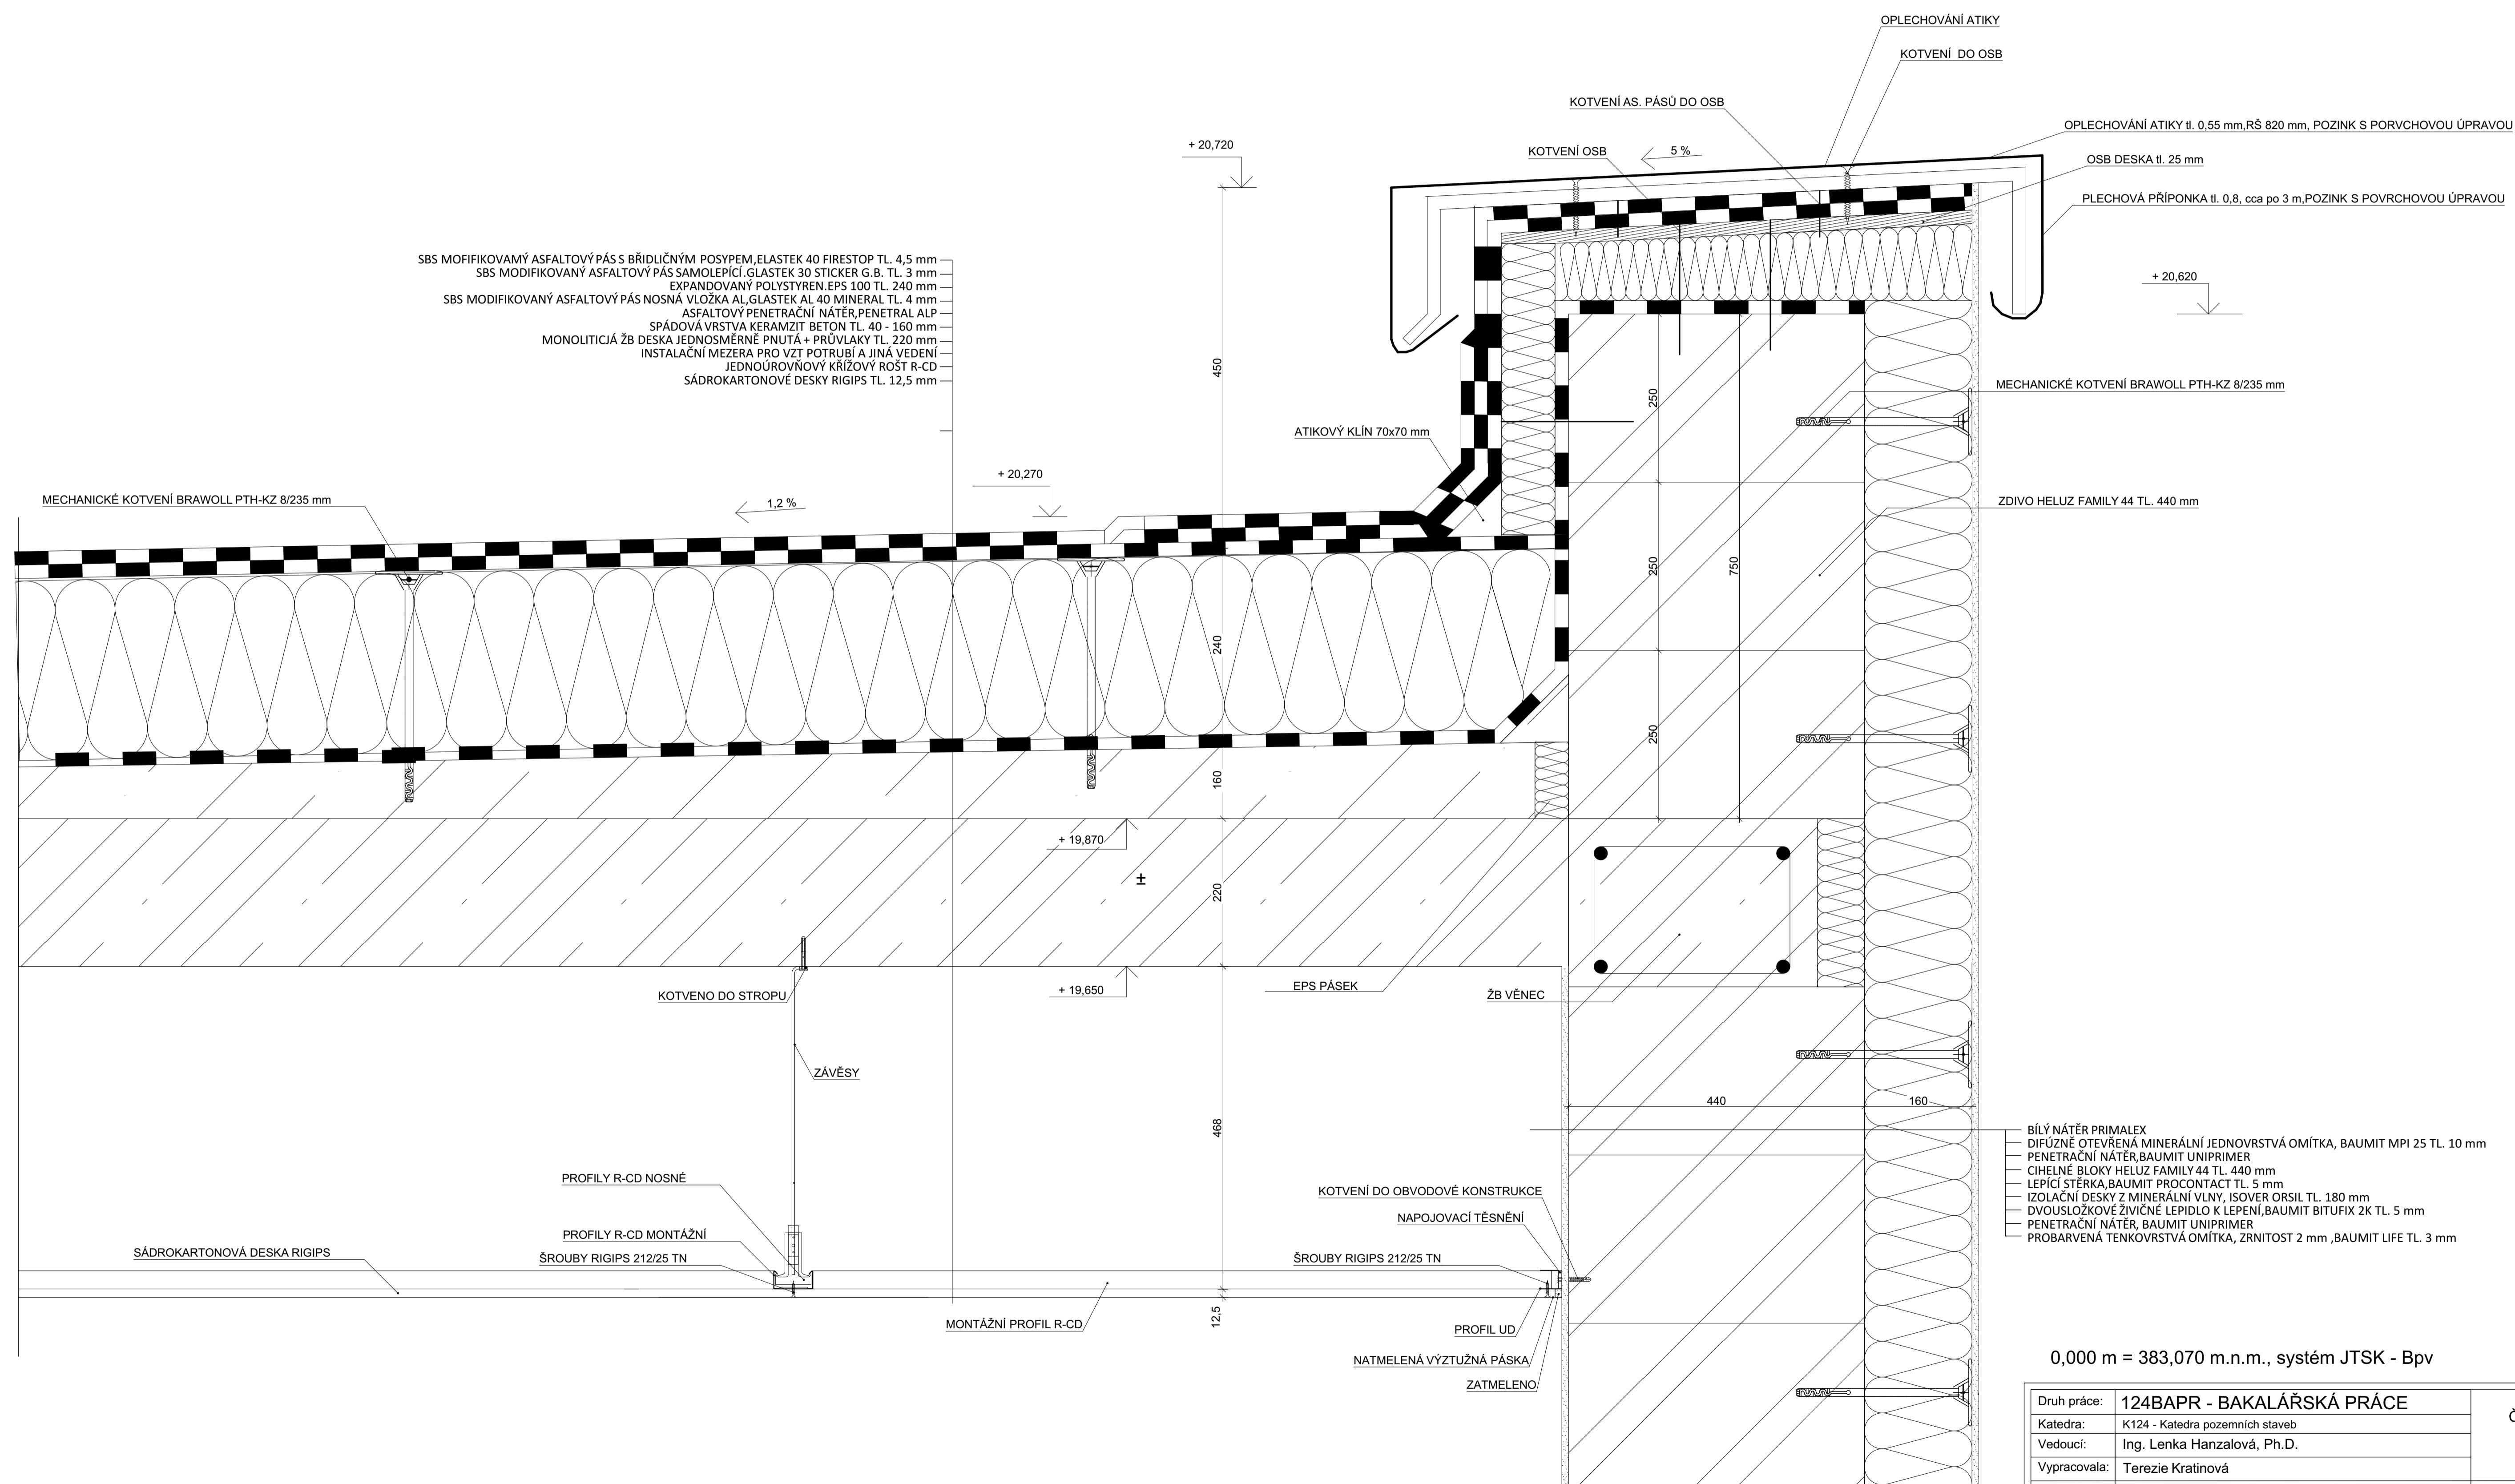 OPLECHOVÁNÍ ATIKY
KOTVENÍ DO OSB
KOTVENÍ AS. PÁSŮ DO OSB
OPLECHOVÁNÍ ATIKY tl. 0,55 mm,RŠ 820 mm, POZINK S PORVCHOVOU ÚPRAVOU
+ 20,720
KOTVENÍ OSB
5 %
OSB DESKA tl. 25 mm
PLECHOVÁ PŘÍPONKA tl. 0,8, cca po 3 m,POZINK S POVRCHOVOU ÚPRAVOU
SBS MOFIFIKOVAMÝ ASFALTOVÝ PÁS S BŘIDLIČNÝM POSYPEM,ELASTEK 40 FIRESTOP TL. 4,5 mm
SBS MODIFIKOVANÝ ASFALTOVÝ PÁS SAMOLEPÍCÍ.GLASTEK 30 STICKER G.B. TL. 3 mm
EXPANDOVANÝ POLYSTYREN.EPS 100 TL. 240 mm
SBS MODIFIKOVANÝ ASFALTOVÝ PÁS NOSNÁ VLOŽKA AL,GLASTEK AL 40 MINERAL TL. 4 mm
ASFALTOVÝ PENETRAČNÍ NÁTĚR,PENETRAL ALP
SPÁDOVÁ VRSTVA KERAMZIT BETON TL. 40 - 160 mm
MONOLITICJÁ ŽB DESKA JEDNOSMĚRNĚ PNUTÁ + PRŮVLAKY TL. 220 mm
INSTALAČNÍ MEZERA PRO VZT POTRUBÍ A JINÁ VEDENÍ
JEDNOÚROVŇOVÝ KŘÍŽOVÝ ROŠT R-CD
SÁDROKARTONOVÉ DESKY RIGIPS TL. 12,5 mm
+ 20,620
450
250
MECHANICKÉ KOTVENÍ BRAWOLL PTH-KZ 8/235 mm
ATIKOVÝ KLÍN 70x70 mm
+ 20,270
MECHANICKÉ KOTVENÍ BRAWOLL PTH-KZ 8/235 mm
1,2 %
ZDIVO HELUZ FAMILY 44 TL. 440 mm
250
750
240
250
160
+ 19,870
±
220
KOTVENO DO STROPU
+ 19,650
EPS PÁSEK
ŽB VĚNEC
ZÁVĚSY
468
440
160
BÍLÝ NÁTĚR PRIMALEX
DIFÚZNĚ OTEVŘENÁ MINERÁLNÍ JEDNOVRSTVÁ OMÍTKA, BAUMIT MPI 25 TL. 10 mm
PENETRAČNÍ NÁTĚR,BAUMIT UNIPRIMER
CIHELNÉ BLOKY HELUZ FAMILY 44 TL. 440 mm
LEPÍCÍ STĚRKA,BAUMIT PROCONTACT TL. 5 mm
IZOLAČNÍ DESKY Z MINERÁLNÍ VLNY, ISOVER ORSIL TL. 180 mm
DVOUSLOŽKOVÉ ŽIVIČNÉ LEPIDLO K LEPENÍ,BAUMIT BITUFIX 2K TL. 5 mm
PENETRAČNÍ NÁTĚR, BAUMIT UNIPRIMER
PROBARVENÁ TENKOVRSTVÁ OMÍTKA, ZRNITOST 2 mm ,BAUMIT LIFE TL. 3 mm
PROFILY R-CD NOSNÉ
KOTVENÍ DO OBVODOVÉ KONSTRUKCE
NAPOJOVACÍ TĚSNĚNÍ
PROFILY R-CD MONTÁŽNÍ
SÁDROKARTONOVÁ DESKA RIGIPS
ŠROUBY RIGIPS 212/25 TN
ŠROUBY RIGIPS 212/25 TN
12,5
MONTÁŽNÍ PROFIL R-CD
PROFIL UD
NATMELENÁ VÝZTUŽNÁ PÁSKA
ZATMELENO
0,000 m = 383,070 m.n.m., systém JTSK - Bpv
Druh práce: 124BAPR - BAKALÁŘSKÁ PRÁCE
Katedra: K124 - Katedra pozemních staveb
Vedoucí: Ing. Lenka Hanzalová, Ph.D.
Vypracovala: Terezie Kratinová